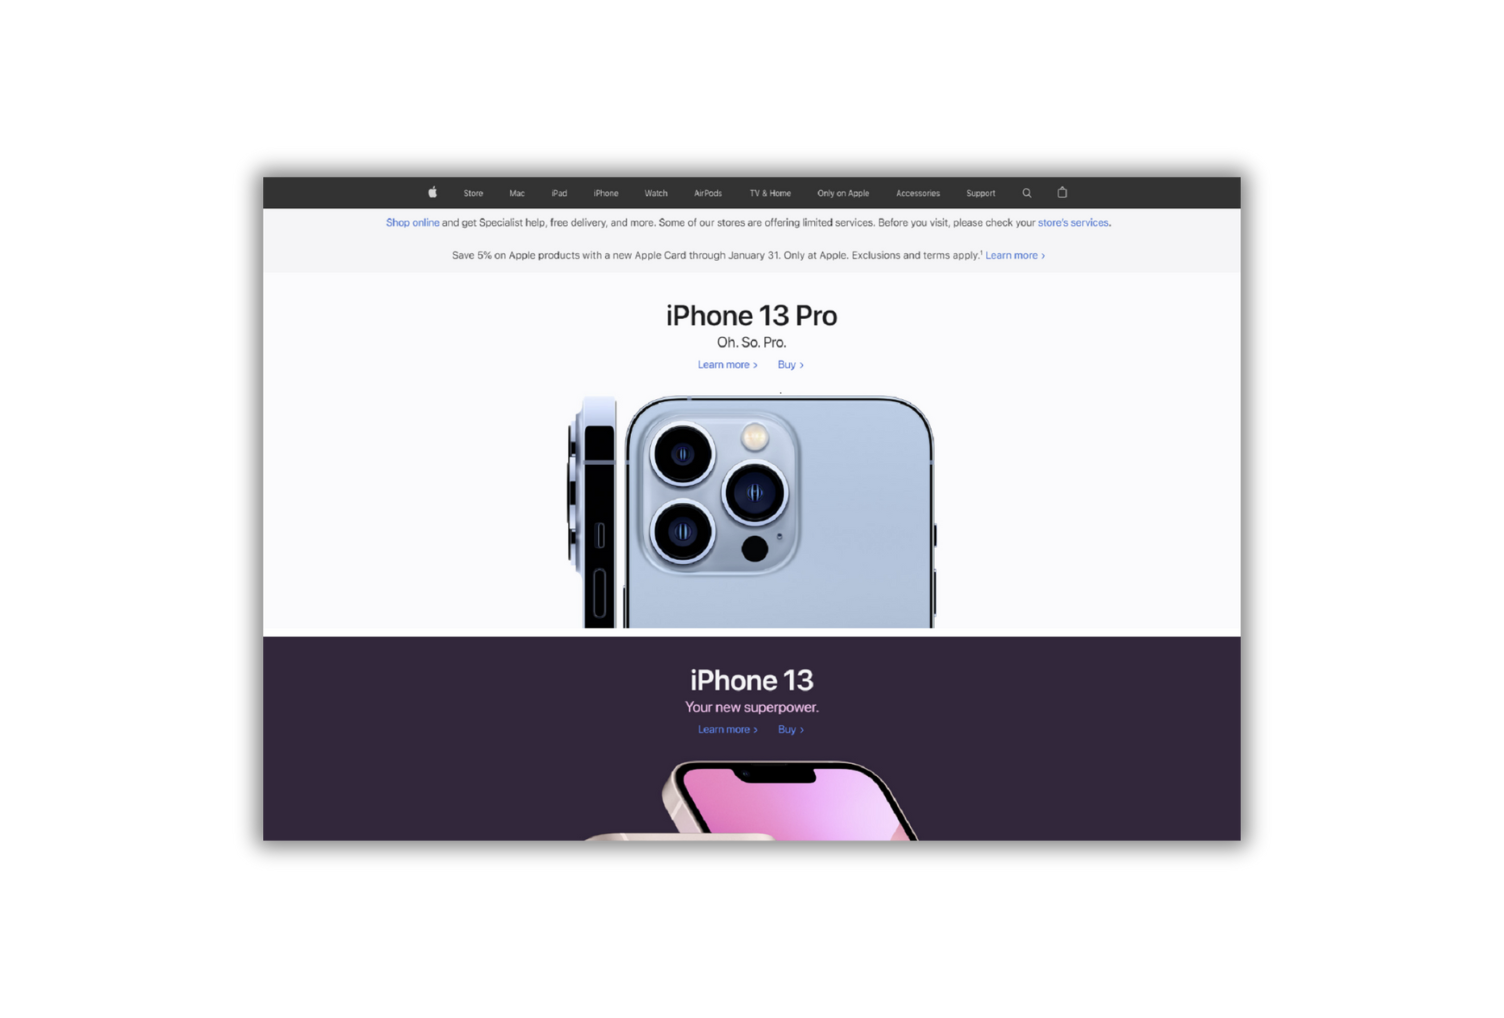 Store Mac iPad iPhone Watch AirPods TV & Home Only on Apple Accessories Support
Shop online and get Specialist help, free delivery, and more. Some of our stores are offering limited services. Before you visit, please check your store's services.
Save 5% on Apple products with a new Apple Card through January 31. Only at Apple. Exclusions and terms apply.¹ Learn more >
iPhone 13 Pro
Oh. So. Pro.
Learn more > Buy >
iPhone 13
Your new superpower.
Learn more > Buy >